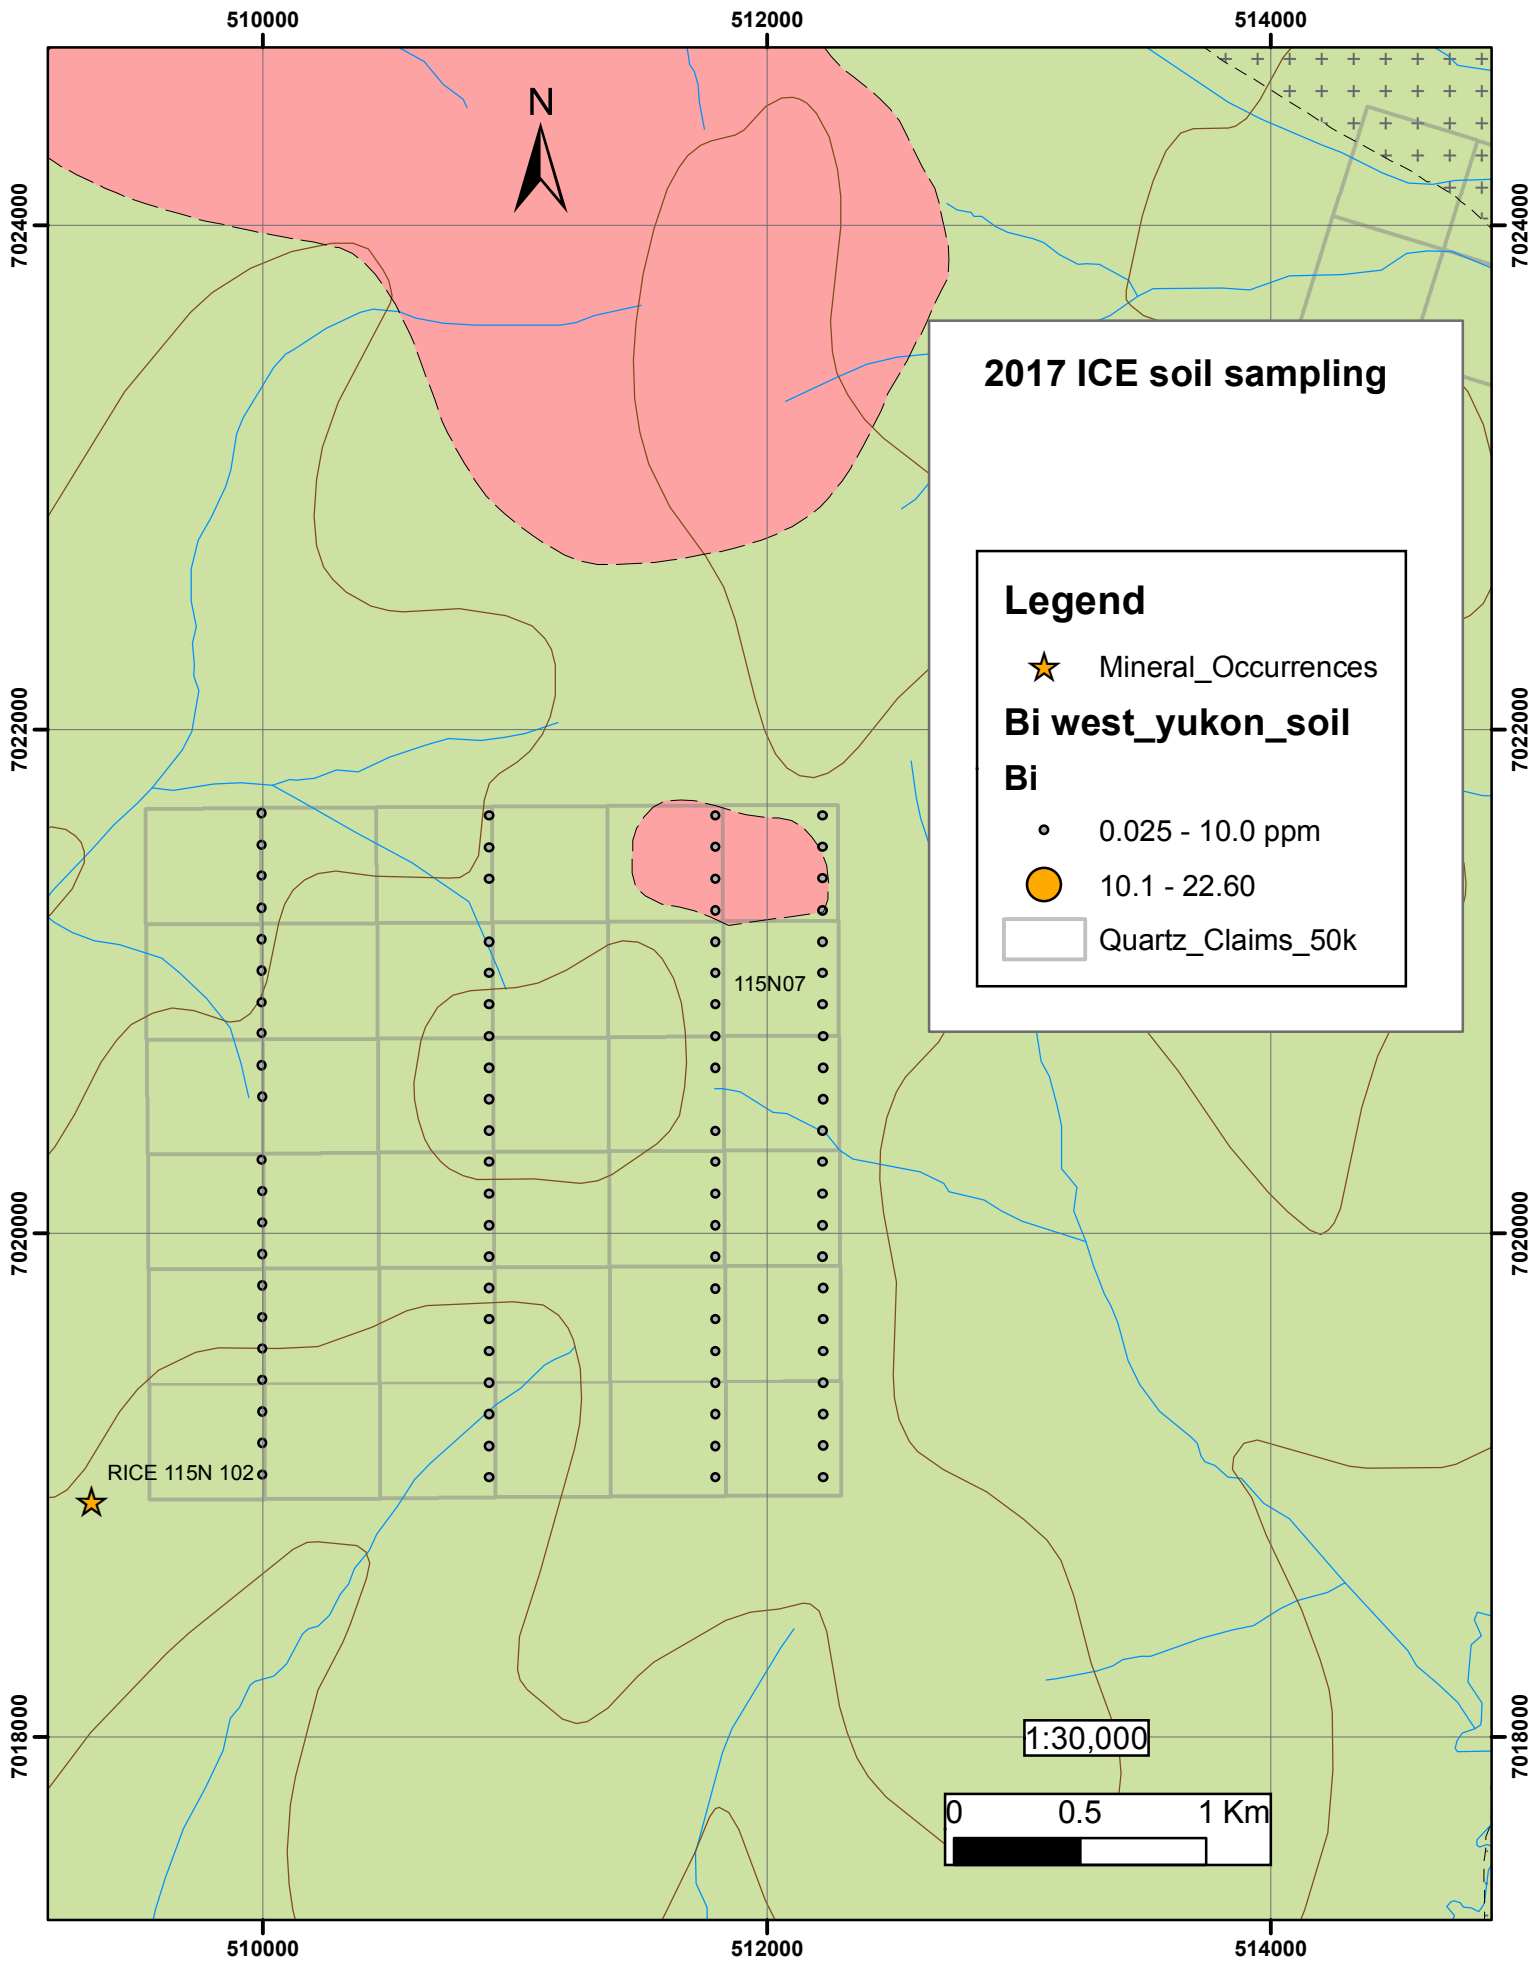 510000
512000
514000
N
7024000
7024000
2017 ICE soil sampling
Legend
Mineral_Occurrences
Bi west_yukon_soil
7022000
7022000
Bi
0.025 - 10.0 ppm
10.1 - 22.60
Quartz_Claims_50k
115N07
7020000
7020000
RICE 115N 102
7018000
7018000
1:30,000
0 0.5 1 Km
510000
512000
514000